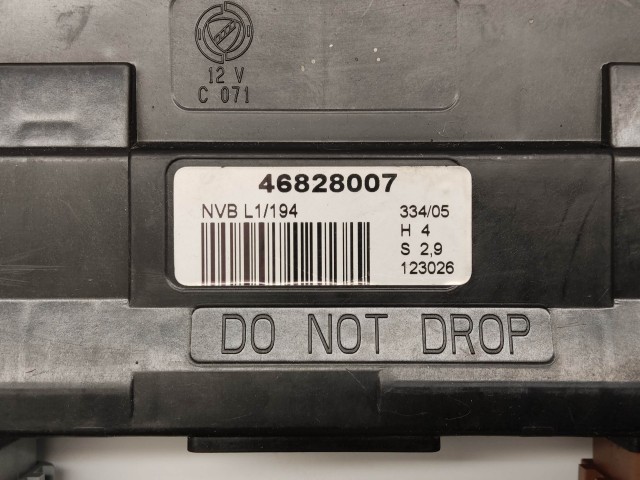 12 V
C 071
46828007
NVB L1/194 334/05
H 4
S 2,9
123026
DO NOT DROP